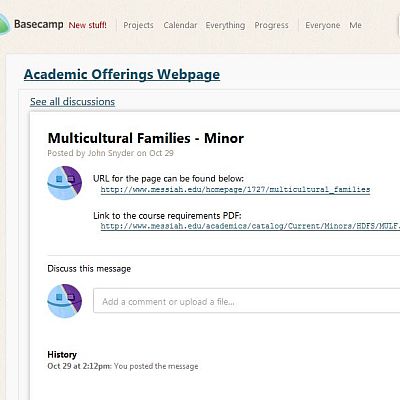 Basecamp New stuff! Projects Calendar Everything Progress Everyone Me
Academic Offerings Webpage
See all discussions
Multicultural Families - Minor
Posted by John Snyder on Oct 29
URL for the page can be found below:
http://www.messiah.edu/homepage/1727/multicultural_families
Link to the course requirements PDF:
http://www.messiah.edu/academics/catalog/Current/Minors/HDFS/MULF.
Discuss this message
Add a comment or upload a file...
History
Oct 29 at 2:12pm: You posted the message